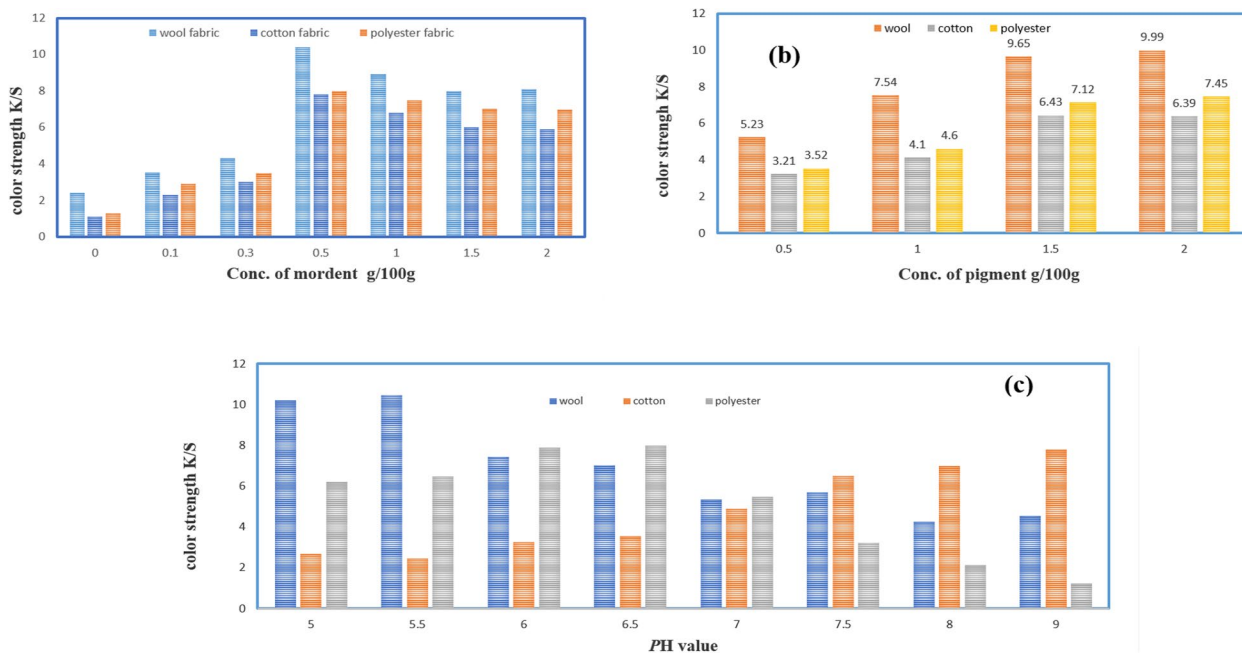 12
10
8
6
4
2
0
color strength K/S
wool fabric cotton fabric polyester fabric
0 0.1 0.3 0.5 1 1.5 2
Conc. of mordent g/100g
12
10
8
6
4
2
0
color strengh K/S
(b)
wool cotton polyester
5.23 3.21 3.52
7.54 4.1 4.6
9.65 6.43 7.12
9.99 6.39 7.45
0.5 1 1.5 2
Conc. of pigment g/100g
12
10
8
6
4
2
0
color strength K/S
(c)
wool cotton polyester
5 5.5 6 6.5 7 7.5 8 9
PH value